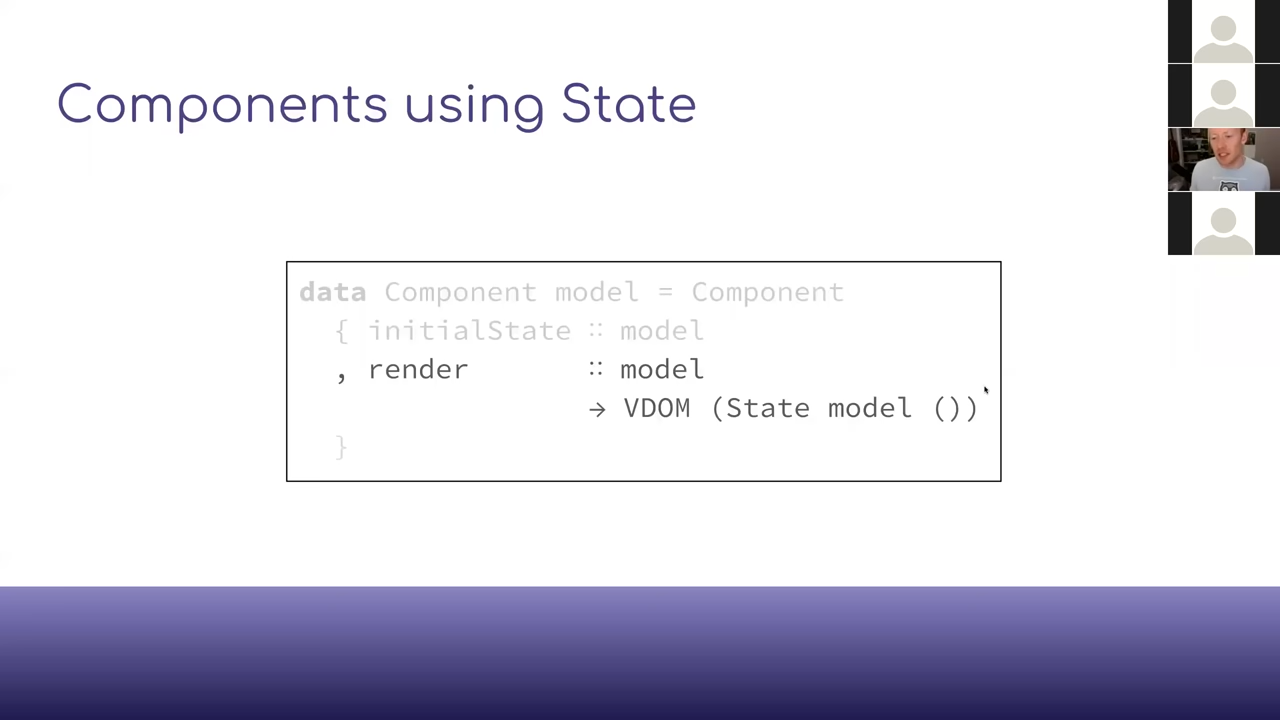 Components using State
data Component model = Component
{ initialState :: model
, render :: model
→ VDOM (State model ())
}